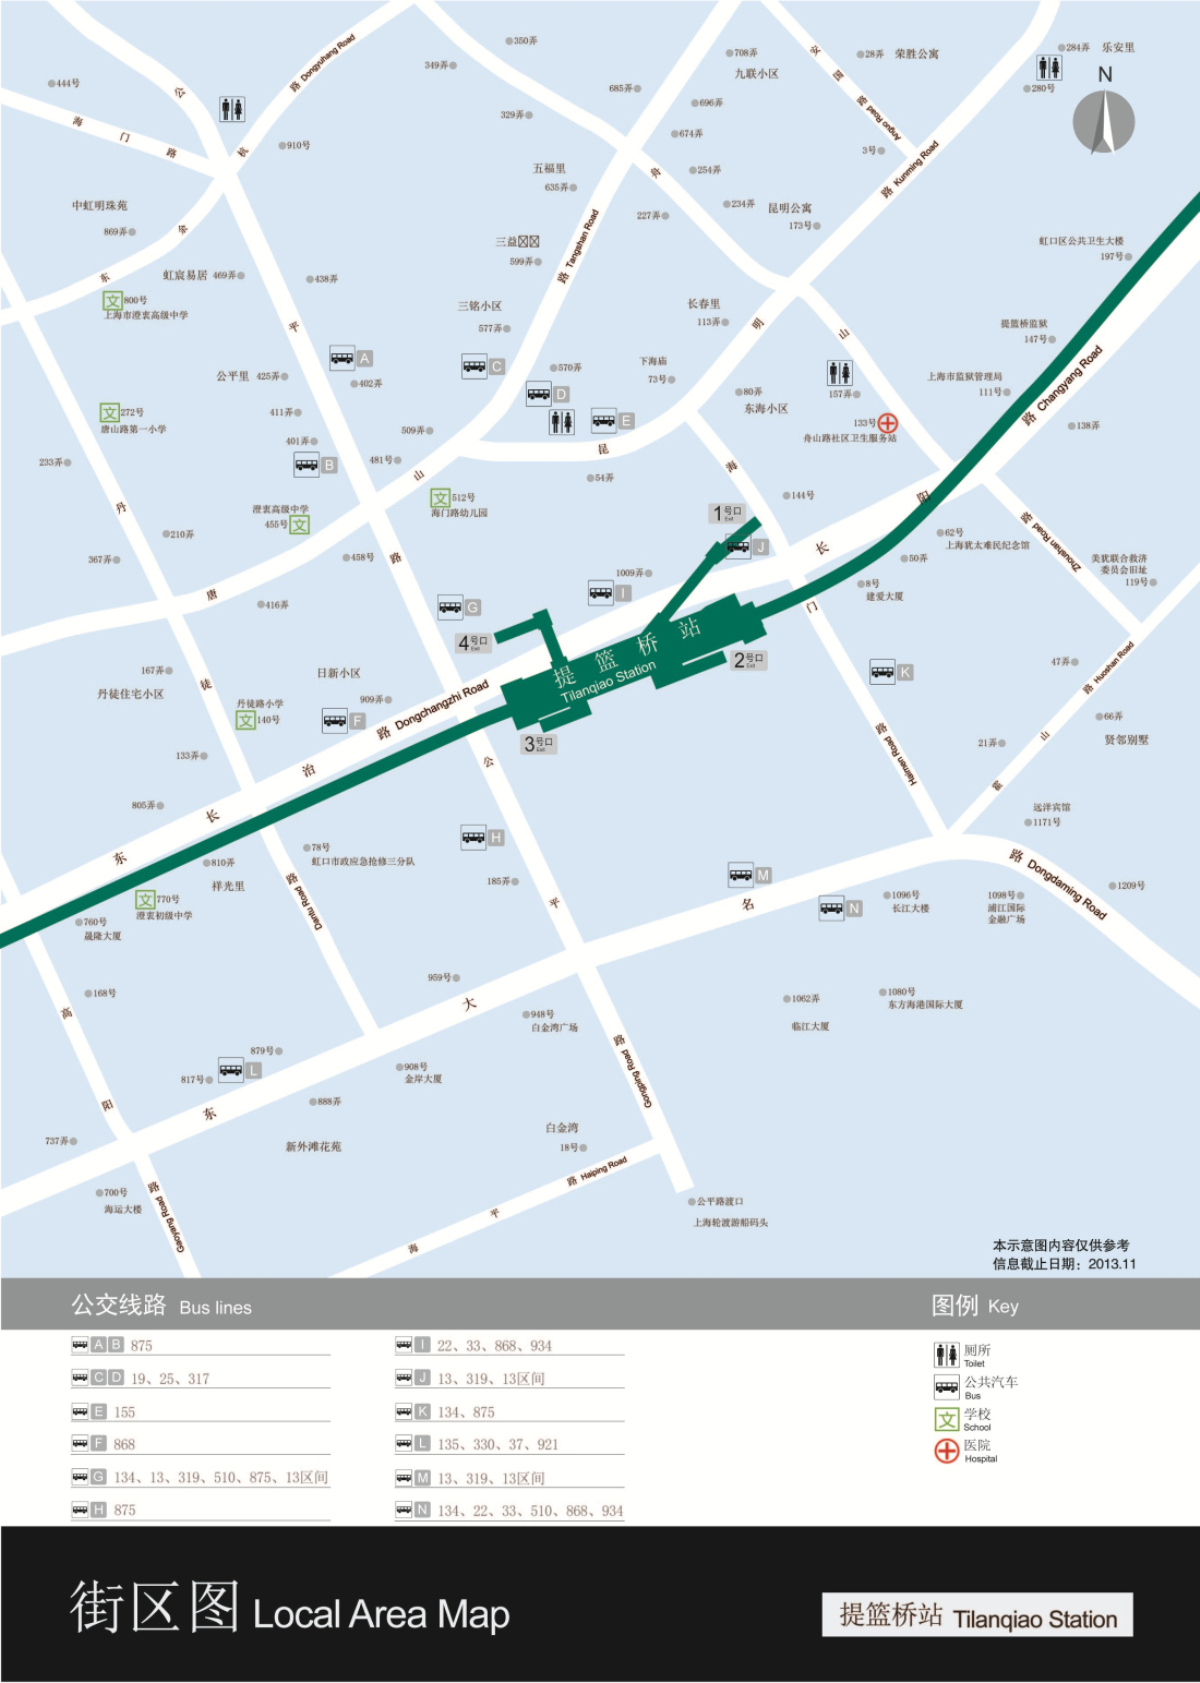 350弄
349弄
708弄
九联小区
28弄 荣胜公寓
284弄 乐安里
280号
N
444号
685弄
696弄
329弄
674弄
3号
910号
254弄
五福里
635弄
234弄
227弄
昆明公寓
173号
中虹明珠苑
869弄
三益
599弄
虹口区公共卫生大楼
197号
虹宸易居 469弄
438弄
800号
上海市澄衷高级中学
三铭小区
577弄
长春里
113弄
提篮桥监狱
147号
A
C
570弄
下海庙
73号
公平里 425弄
402弄
D
80弄
东海小区
157弄
上海市监狱管理局
111号
272号
唐山路第一小学
411弄
E
133号
舟山路社区卫生服务站
138弄
509弄
401弄
233弄
B
481号
54弄
144号
澄衷高级中学
455号
512号
海门路幼儿园
1号口
Exit
210弄
J
62号
上海犹太难民纪念馆
367弄
458号
50弄
美犹联合救济
委员会旧址
119号
1009弄
8号
建爱大厦
416弄
G
I
4号口
Exit
提篮桥站
Tilanqiao Station
2号口
Exit
167弄
丹徒住宅小区
日新小区
909弄
K
47弄
丹徒路小学
140号
F
3号口
Exit
66弄
贤邻别墅
21弄
133弄
805弄
远洋宾馆
1171号
78号
虹口市政应急抢修三分队
H
810弄
祥光里
185弄
M
770号
澄衷初级中学
N
1096号
长江大楼
1098号
浦江国际
金融广场
1209号
760号
晟隆大厦
959号
168号
1062弄
临江大厦
1080号
东方海港国际大厦
948号
白金湾广场
879号
817号
L
908号
金岸大厦
888弄
737弄
新外滩花苑
白金湾
18号
700号
海运大楼
公平路渡口
上海轮渡游船码头
东余杭路 Dongyuhang Road
海门路
安国路 Anguo Road
昆明路 Kunming Road
唐山路 Tangshan Road
舟山路 Zhoushan Road
长阳路 Changyang Road
海门路 Haimen Road
霍山路 Huoshan Road
东长治路 Dongchangzhi Road
丹徒路 Dantu Road
公平路 Gongping Road
东大名路 Dongdaming Road
高阳路 Gaoyang Road
海平路 Haiping Road
本示意图内容仅供参考
信息截止日期：2013.11
公交线路 Bus lines
A B 875
C D 19、25、317
E 155
F 868
G 134、13、319、510、875、13区间
H 875
I 22、33、868、934
J 13、319、13区间
K 134、875
L 135、330、37、921
M 13、319、13区间
N 134、22、33、510、868、934
图例 Key
厕所
Toilet
公共汽车
Bus
文 学校
School
医院
Hospital
街区图 Local Area Map
提篮桥站 Tilanqiao Station